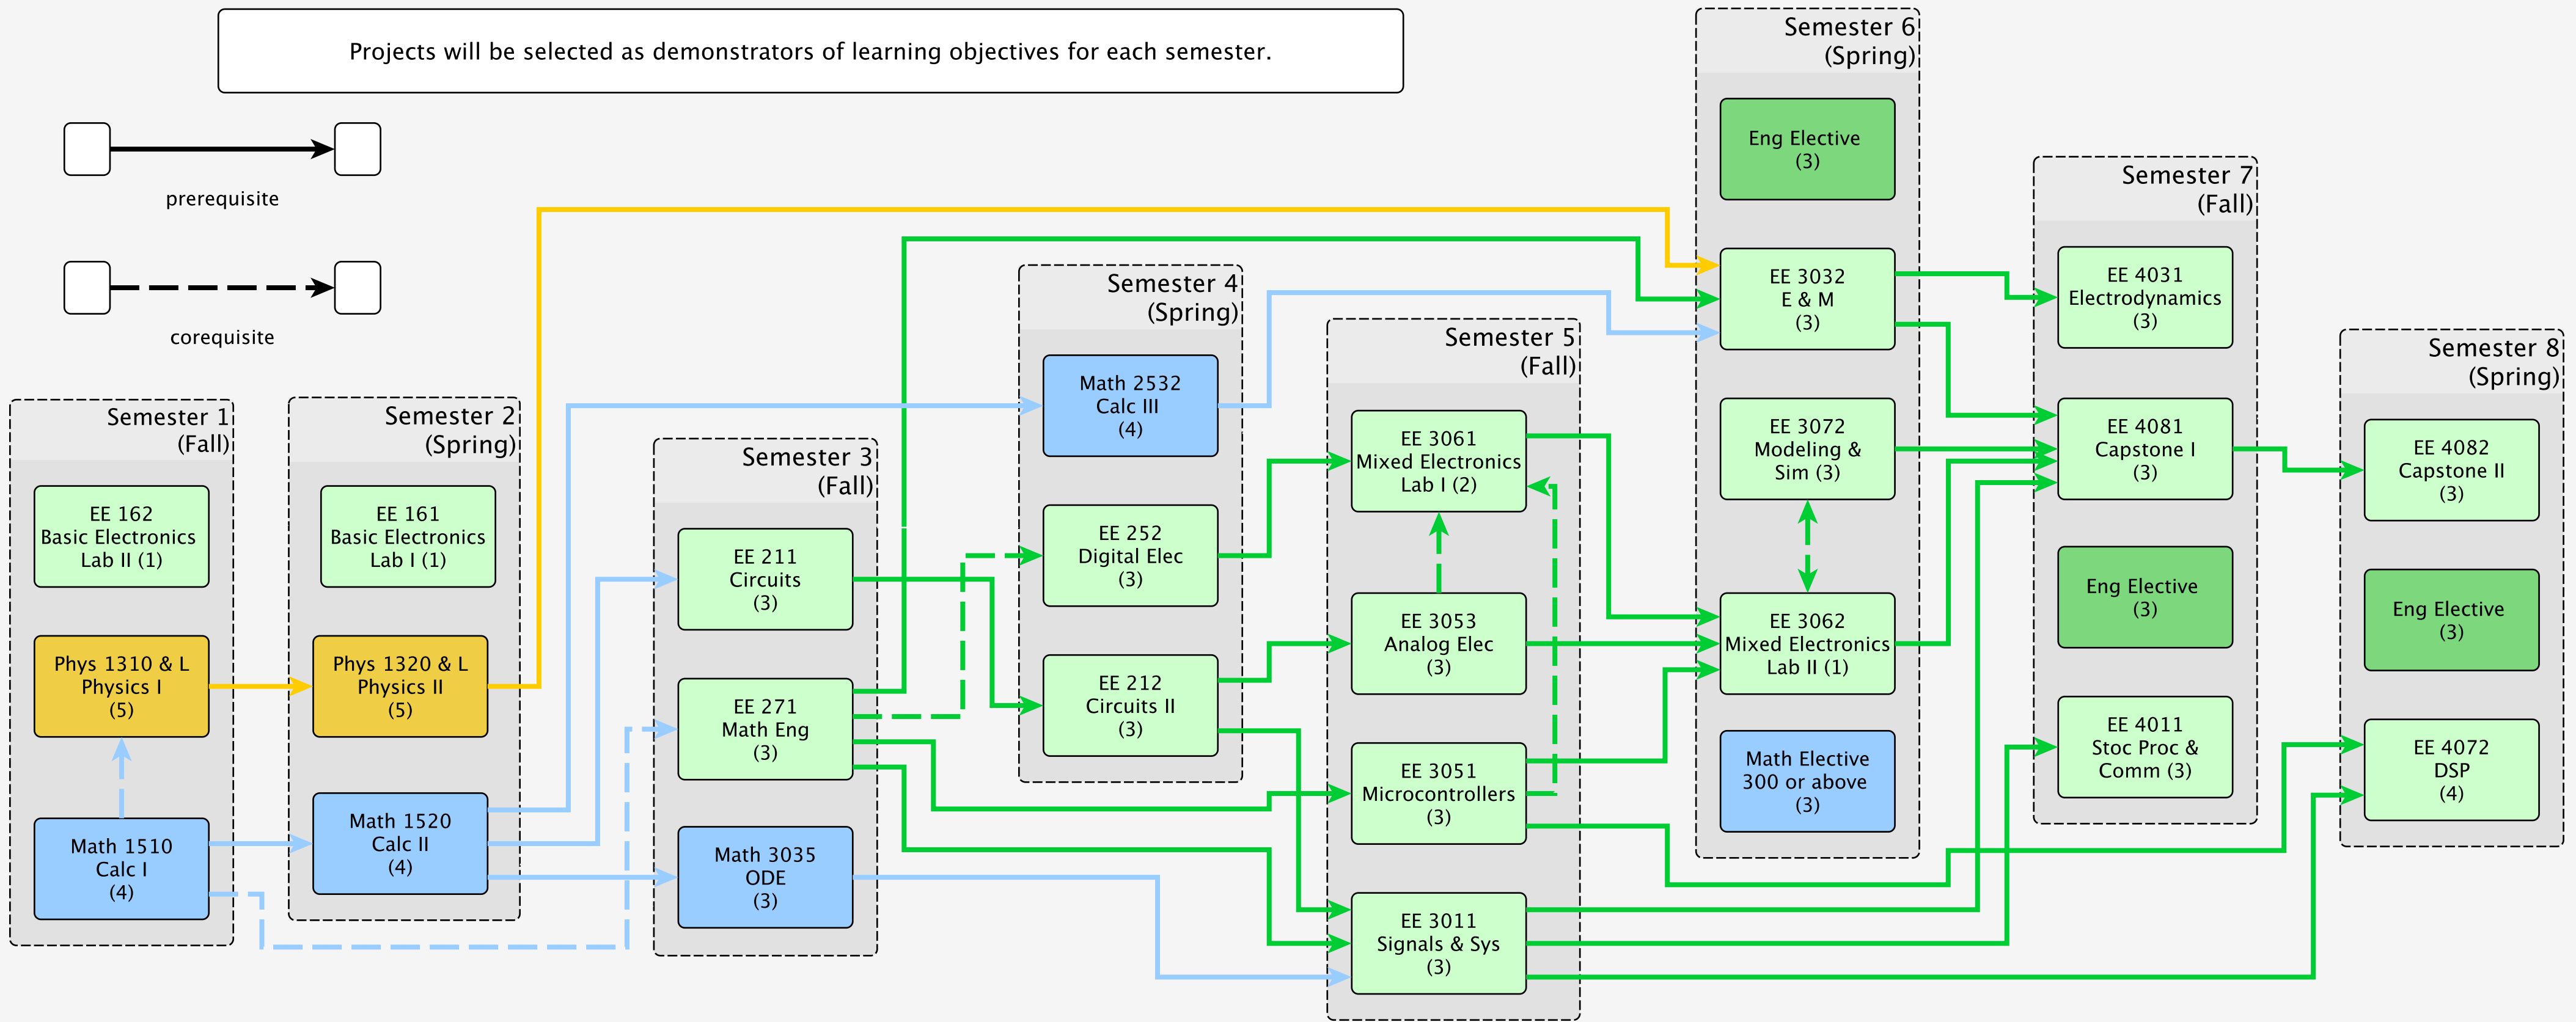 Projects will be selected as demonstrators of learning objectives for each semester.
prerequisite
corequisite
Semester 1
(Fall)
EE 162
Basic Electronics
Lab II (1)
Phys 1310 & L
Physics I
(5)
Math 1510
Calc I
(4)
Semester 2
(Spring)
EE 161
Basic Electronics
Lab I (1)
Phys 1320 & L
Physics II
(5)
Math 1520
Calc II
(4)
Semester 3
(Fall)
EE 211
Circuits
(3)
EE 271
Math Eng
(3)
Math 3035
ODE
(3)
Semester 4
(Spring)
Math 2532
Calc III
(4)
EE 252
Digital Elec
(3)
EE 212
Circuits II
(3)
Semester 5
(Fall)
EE 3061
Mixed Electronics
Lab I (2)
EE 3053
Analog Elec
(3)
EE 3051
Microcontrollers
(3)
EE 3011
Signals & Sys
(3)
Semester 6
(Spring)
Eng Elective
(3)
EE 3032
E & M
(3)
EE 3072
Modeling &
Sim (3)
EE 3062
Mixed Electronics
Lab II (1)
Math Elective
300 or above
(3)
Semester 7
(Fall)
EE 4031
Electrodynamics
(3)
EE 4081
Capstone I
(3)
Eng Elective
(3)
EE 4011
Stoc Proc &
Comm (3)
Semester 8
(Spring)
EE 4082
Capstone II
(3)
Eng Elective
(3)
EE 4072
DSP
(4)